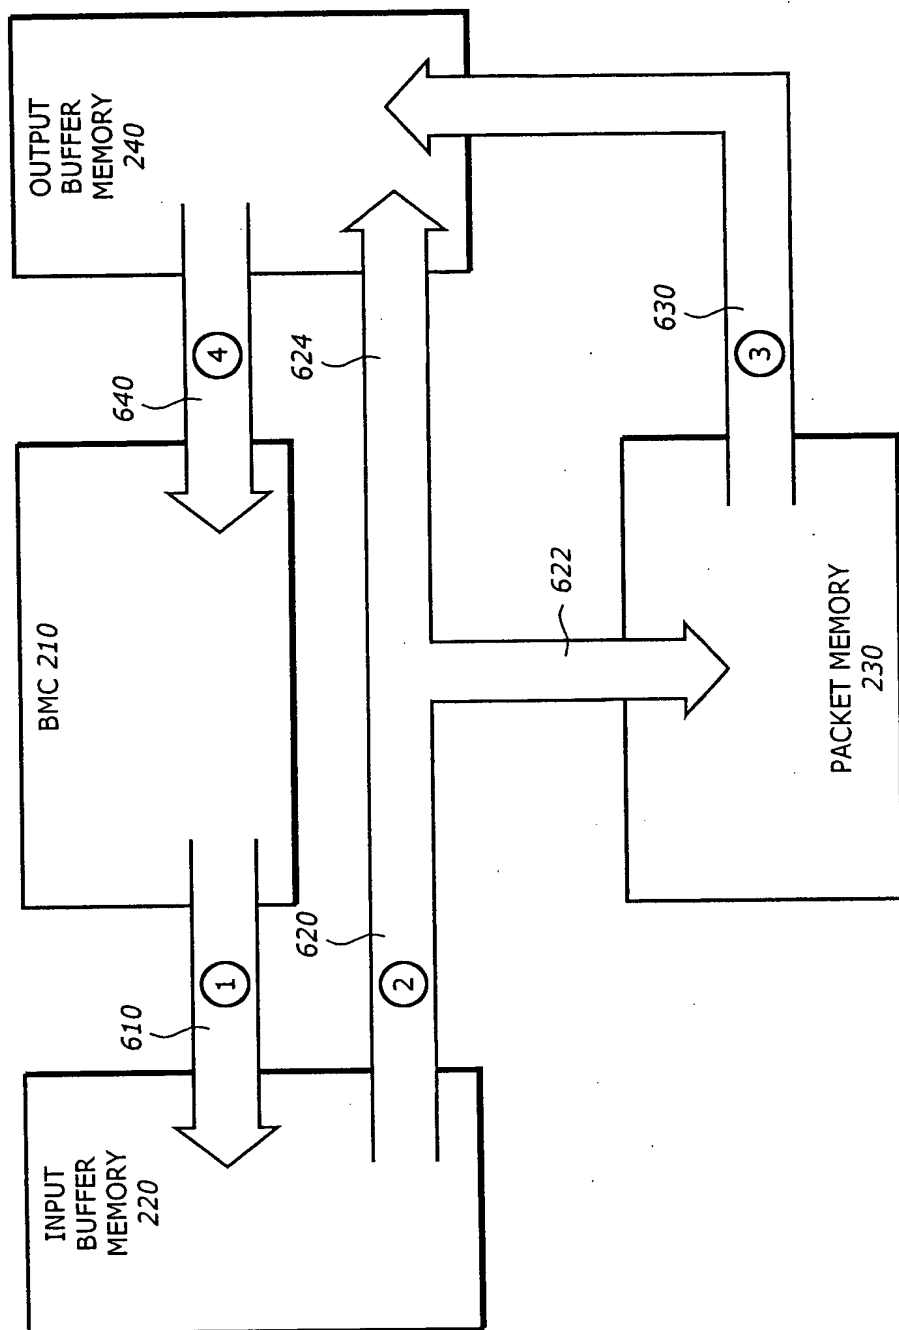 INPUT
BUFFER
MEMORY
220
610
1
BMC 210
640
4
OUTPUT
BUFFER
MEMORY
240
620
2
624
622
PACKET MEMORY
230
630
3